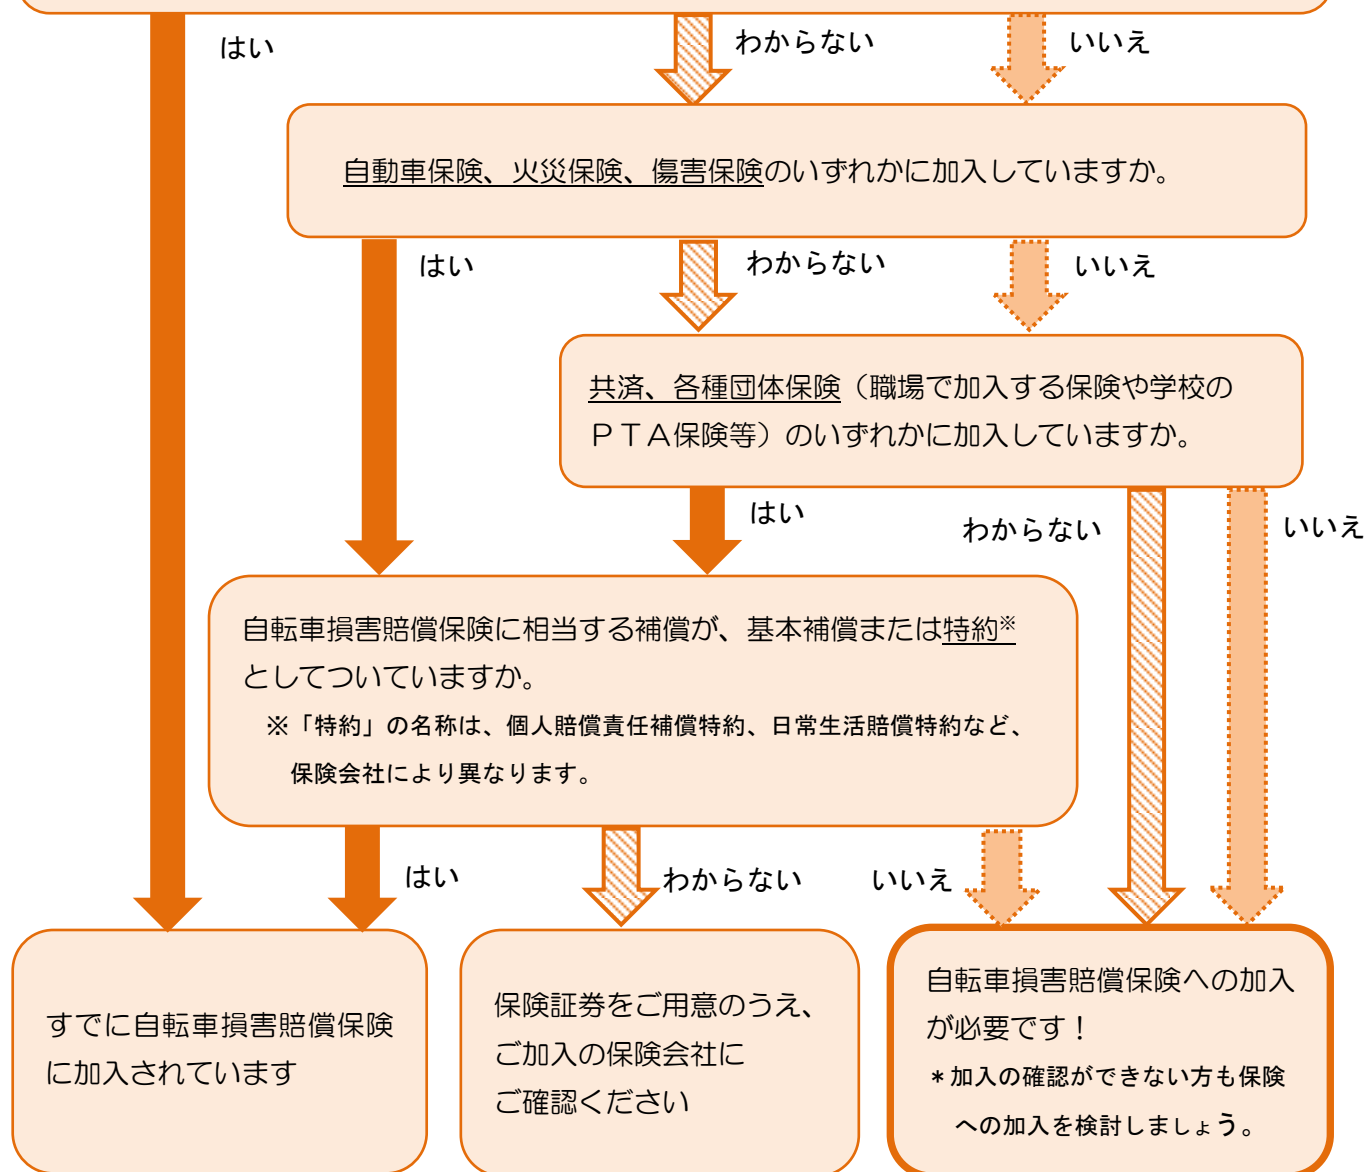 はい
わからない
いいえ
自動車保険、火災保険、傷害保険のいずれかに加入していますか。
はい
わからない
いいえ
共済、各種団体保険（職場で加入する保険や学校の
ＰＴＡ保険等）のいずれかに加入していますか。
はい
わからない
いいえ
自転車損害賠償保険に相当する補償が、基本補償または特約※
としてついていますか。
※「特約」の名称は、個人賠償責任補償特約、日常生活賠償特約など、
保険会社により異なります。
はい
わからない
いいえ
すでに自転車損害賠償保険
に加入されています
保険証券をご用意のうえ、
ご加入の保険会社に
ご確認ください
自転車損害賠償保険への加入
が必要です！
＊加入の確認ができない方も保険
への加入を検討しましょう。